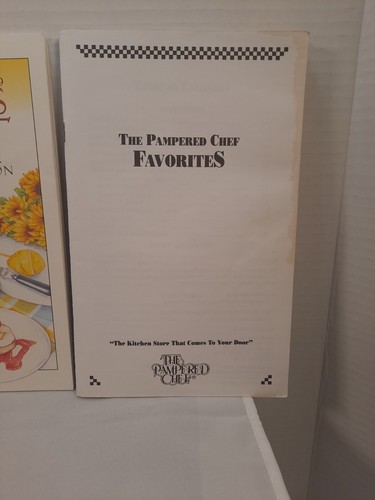 The Pampered Chef
FavoriteS
"The Kitchen Store That Comes To Your Door"
THE
PAMPERED
CHEF®